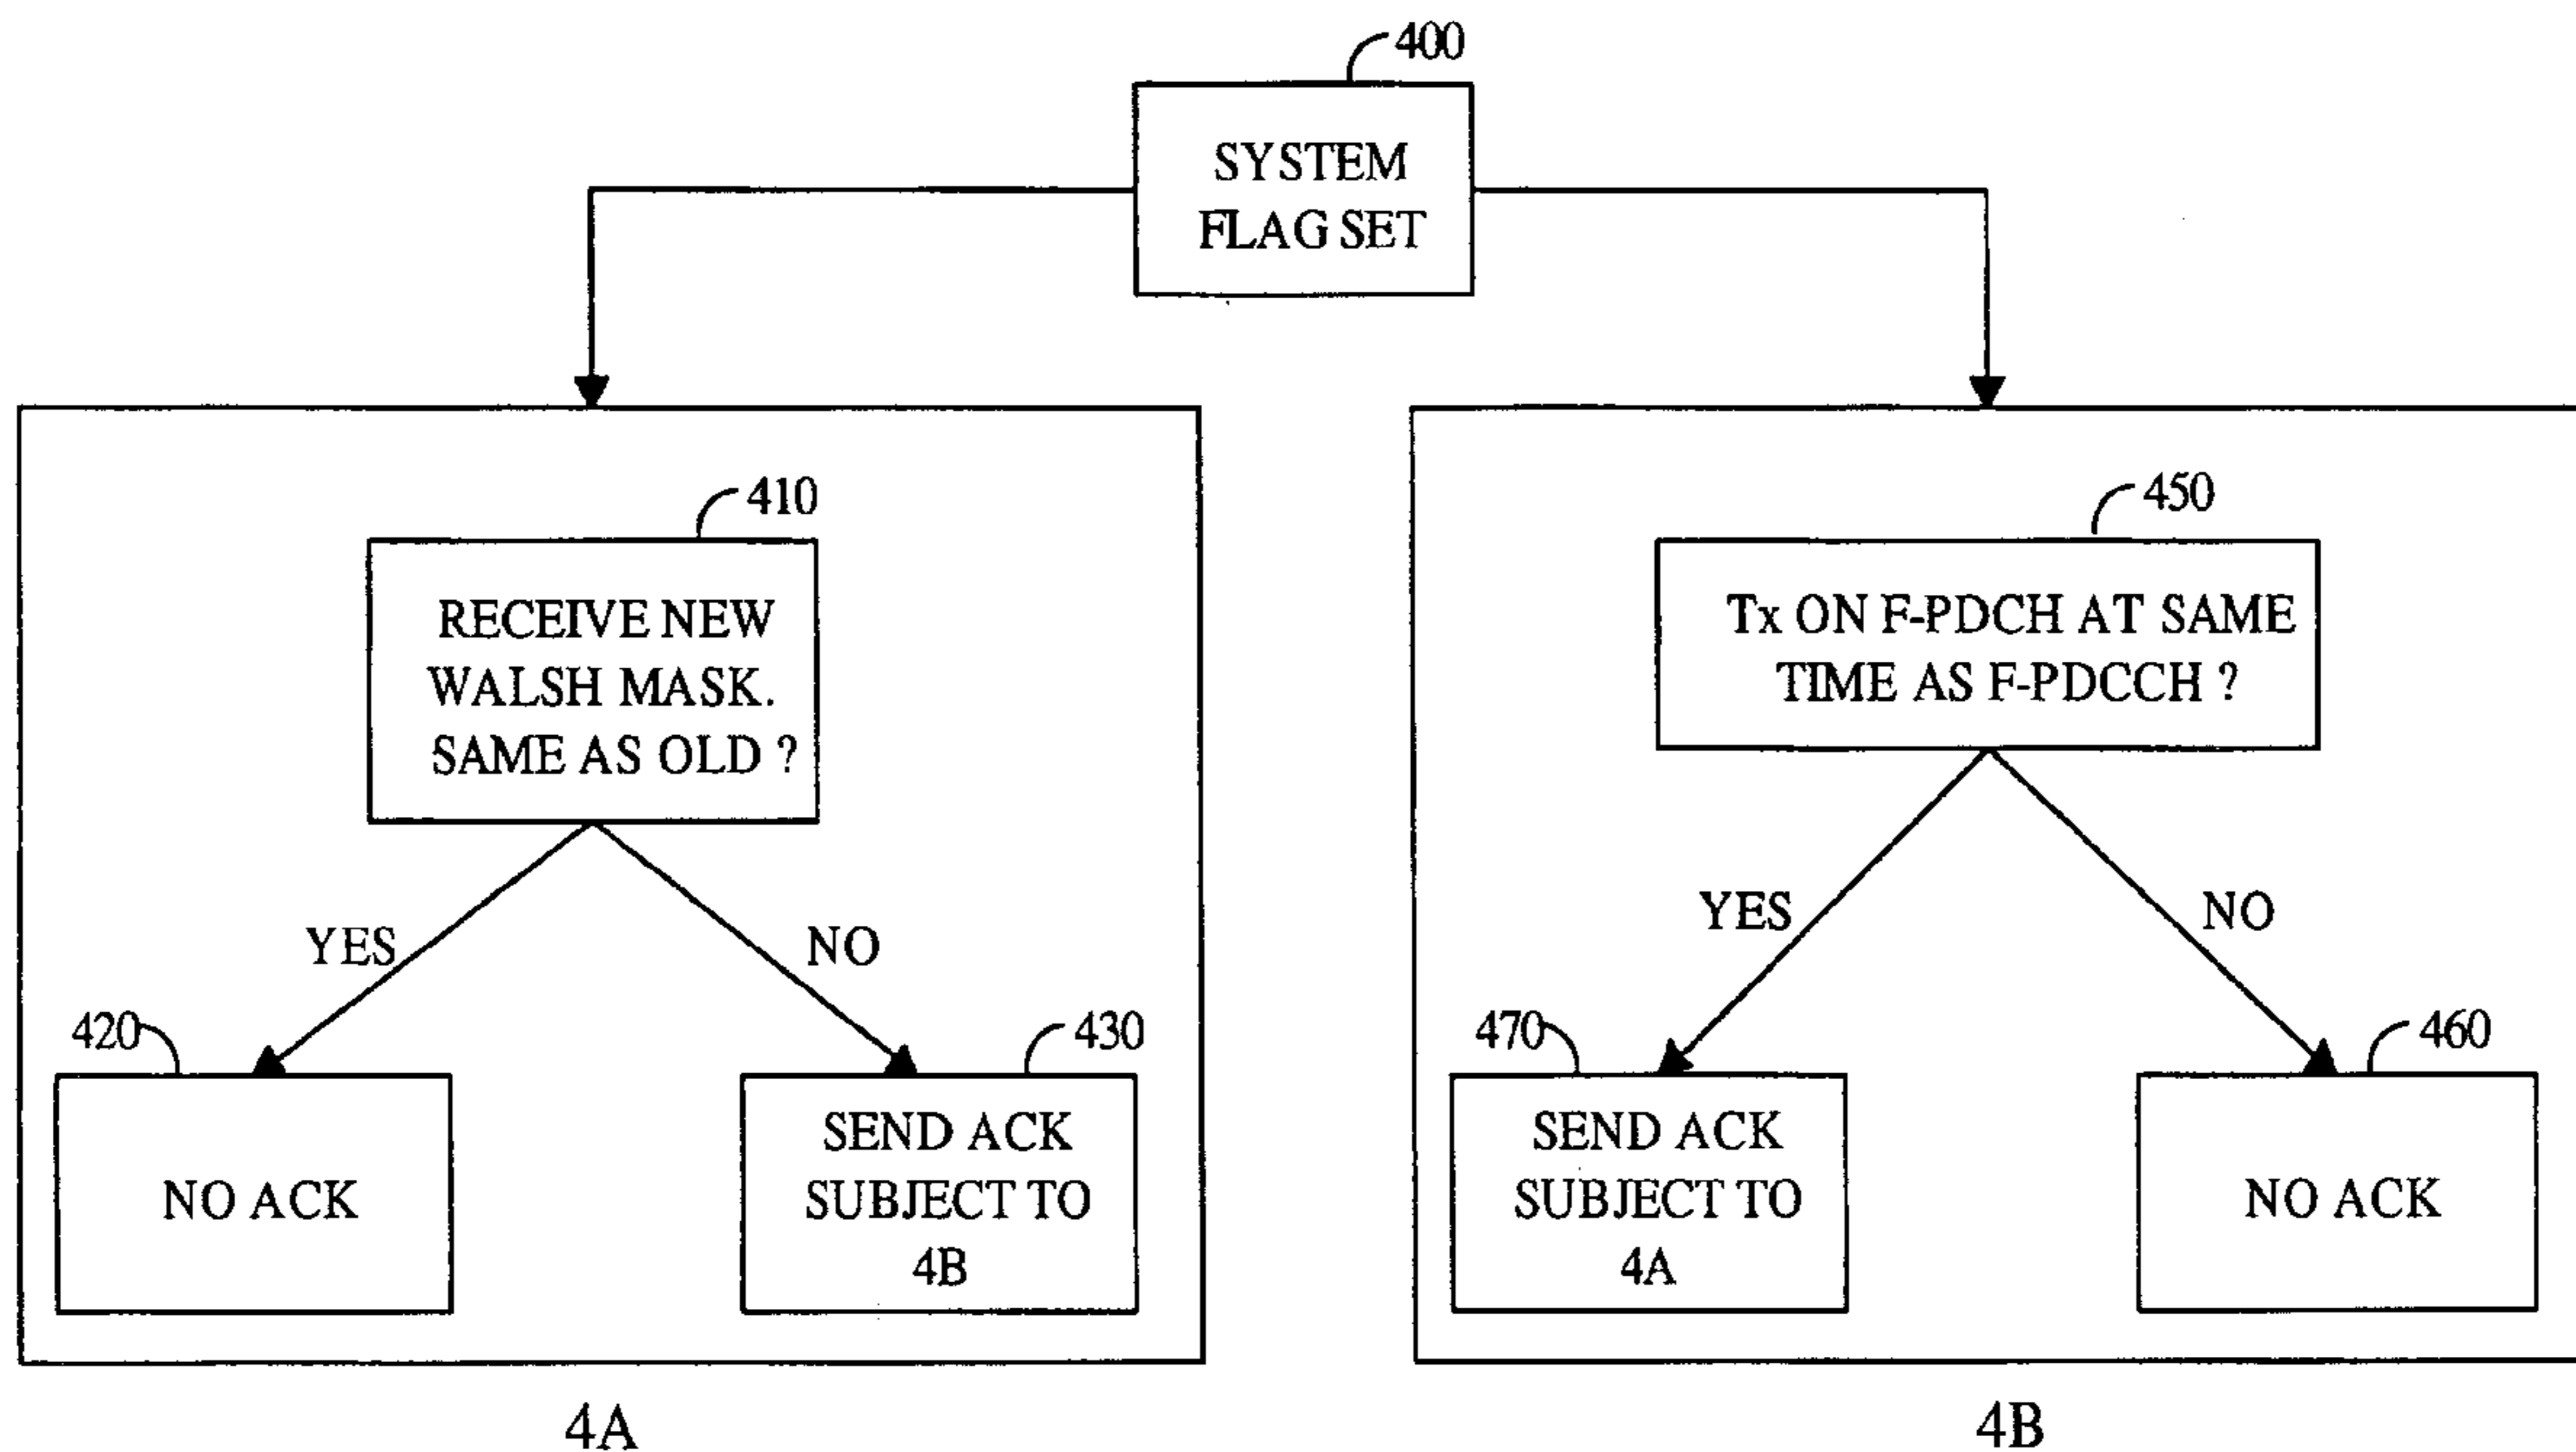 400
SYSTEM
FLAG SET
410
RECEIVE NEW
WALSH MASK.
SAME AS OLD ?
YES
NO
420
NO ACK
430
SEND ACK
SUBJECT TO
4B
4A
450
Tx ON F-PDCH AT SAME
TIME AS F-PDCCH ?
YES
NO
470
SEND ACK
SUBJECT TO
4A
460
NO ACK
4B